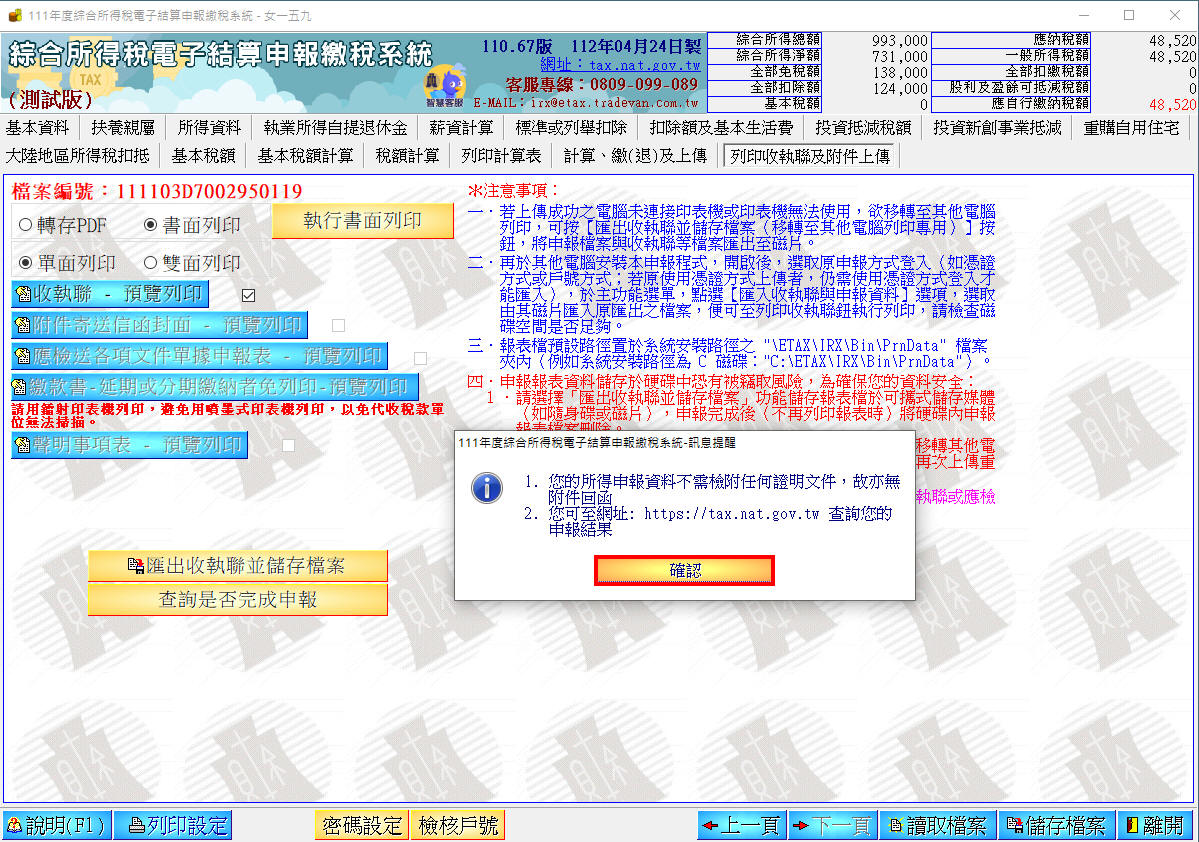 111年度綜合所得稅電子結算申報繳稅系統 - 女一五九
綜合所得稅電子結算申報繳稅系統
TAX
(測試版)
智慧客服
110.67版 112年04月24日製
網址：tax.nat.gov.tw
客服專線：0809-099-089
E-MAIL：irx@etax.tradevan.com.tw
綜合所得總額 993,000 應納稅額 48,520
綜合所得淨額 731,000 一般所得稅額 48,520
全部免稅額 138,000 全部扣繳稅額 0
全部扣除額 124,000 股利及盈餘可抵減稅額 0
基本稅額 0 應自行繳納稅額 48,520
基本資料 扶養親屬 所得資料 執業所得自提退休金 薪資計算 標準或列舉扣除 扣除額及基本生活費 投資抵減稅額 投資新創事業抵減 重購自用住宅
大陸地區所得稅扣抵 基本稅額 基本稅額計算 稅額計算 列印計算表 計算、繳(退)及上傳 列印收執聯及附件上傳
檔案編號：111103D7002950119
轉存PDF 書面列印 執行書面列印
單面列印 雙面列印
收執聯 - 預覽列印
附件寄送信函封面 - 預覽列印
應檢送各項文件單據申報表 - 預覽列印
繳款書-延期或分期繳納者免列印-預覽列印
請用鐳射印表機列印，避免用噴墨式印表機列印，以免代收稅款單
位無法掃描。
聲明事項表 - 預覽列印
匯出收執聯並儲存檔案
查詢是否完成申報
※注意事項：
一．若上傳成功之電腦未連接印表機或印表機無法使用，欲移轉至其他電腦
列印，可按【匯出收執聯並儲存檔案（移轉至其他電腦列印專用）】按
鈕，將申報檔案與收執聯等檔案匯出至磁片。
二．再於其他電腦安裝本申報程式，開啟後，選取原申報方式登入（如憑證
方式或戶號方式；若原使用憑證方式上傳者，仍需使用憑證方式登入才
能匯入），於主功能選單，點選【匯入收執聯與申報資料】選項，選取
由其磁片匯入原匯出之檔案，便可至列印收執聯鈕執行列印，請檢查磁
碟空間是否足夠。
三．報表檔預設路徑置於系統安裝路徑之 "\ETAX\IRX\Bin\PrnData" 檔案
夾內（例如系統安裝路徑為 C 磁碟："C:\ETAX\IRX\Bin\PrnData"）。
四．申報報表資料儲存於硬碟中恐有被竊取風險，為確保您的資料安全：
1．請選擇「匯出收執聯並儲存檔案」功能儲存報表檔於可攜式儲存媒體
（如隨身碟或磁片），申報完成後（不再列印報表時）將硬碟內申報
報表檔案刪除。
移轉其他電
再次上傳重
執聯或應檢
111年度綜合所得稅電子結算申報繳稅系統-訊息提醒
1. 您的所得申報資料不需檢附任何證明文件，故亦無
附件回函
2. 您可至網址: https://tax.nat.gov.tw 查詢您的
申報結果
確認
說明(F1) 列印設定 密碼設定 檢核戶號 上一頁 下一頁 讀取檔案 儲存檔案 離開